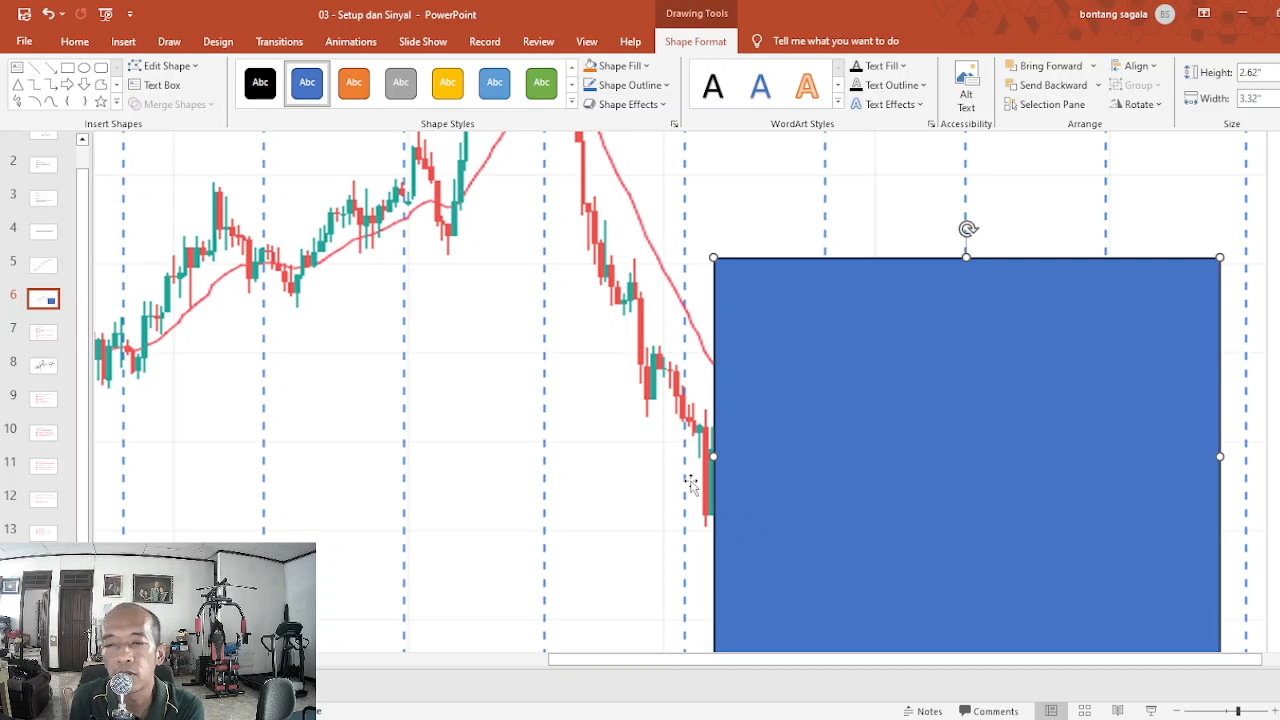 03 - Setup dan Sinyal - PowerPoint
Drawing Tools
bontang sagala BS
File Home Insert Draw Design Transitions Animations Slide Show Record Review View Help Shape Format Tell me what you want to do
Edit Shape
Text Box
Merge Shapes
Insert Shapes
Abc Abc Abc Abc Abc Abc Abc
Shape Fill
Shape Outline
Shape Effects
Shape Styles
A A A
Text Fill
Text Outline
Text Effects
WordArt Styles
Alt
Text
Accessibility
Bring Forward
Send Backward
Selection Pane
Align
Group
Rotate
Arrange
Height: 2.62"
Width: 3.32"
Size
2
3
4
5
6
7
8
9
10
11
12
13
Notes Comments